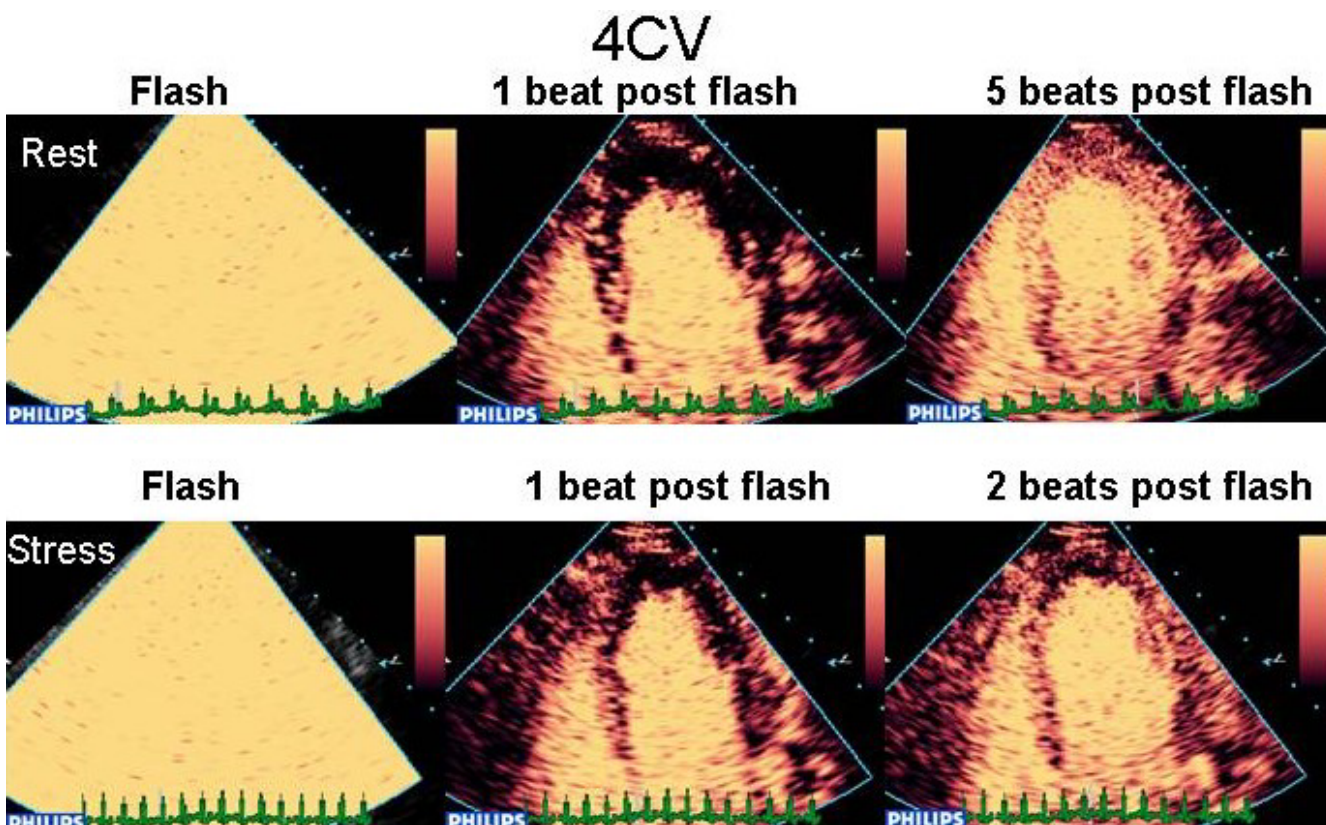 4CV
Flash 1 beat post flash 5 beats post flash
Rest
PHILIPS PHILIPS PHILIPS
Flash 1 beat post flash 2 beats post flash
Stress
PHILIPS PHILIPS PHILIPS